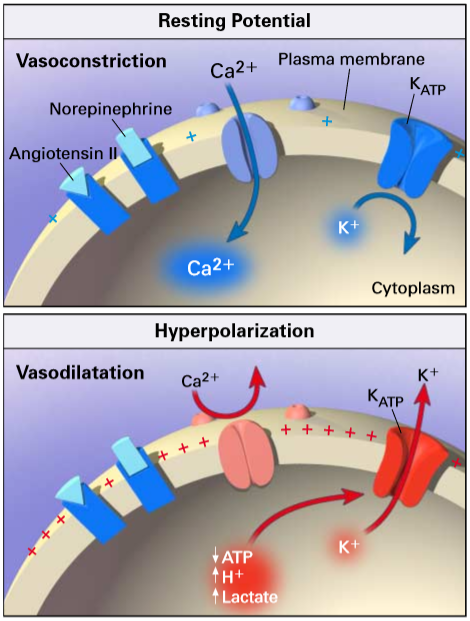 Resting Potential
Vasoconstriction
Ca2+
Plasma membrane
KATP
Norepinephrine
Angiotensin II
+
+
+
+
K+
Ca2+
Cytoplasm
Hyperpolarization
Vasodilatation
Ca2+
K+
KATP
+ + + + +
+ + +
+
+
+ + +
K+
↓ ATP
↑ H+
↑ Lactate